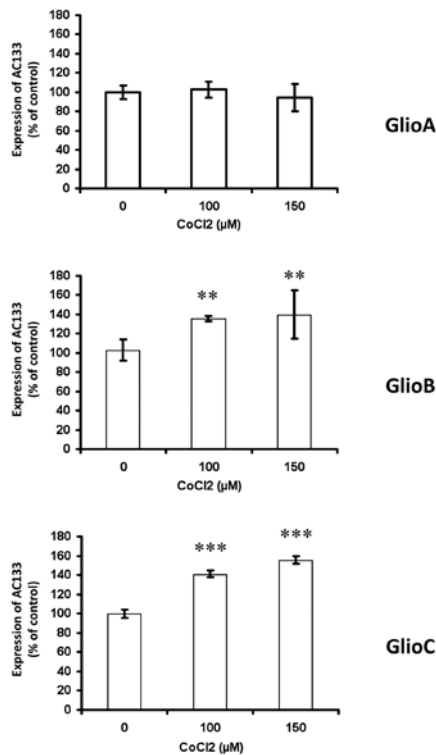 Expression of AC133
(% of control)
180
160
140
120
100
80
60
40
20
0
0 100 150
CoCl2 (µM)
GlioA
Expression of AC133
(% of control)
180
160
140
120
100
80
60
40
20
0
** **
0 100 150
CoCl2 (µM)
GlioB
Expression of AC133
(% of control)
180
160
140
120
100
80
60
40
20
0
*** ***
0 100 150
CoCl2 (µM)
GlioC